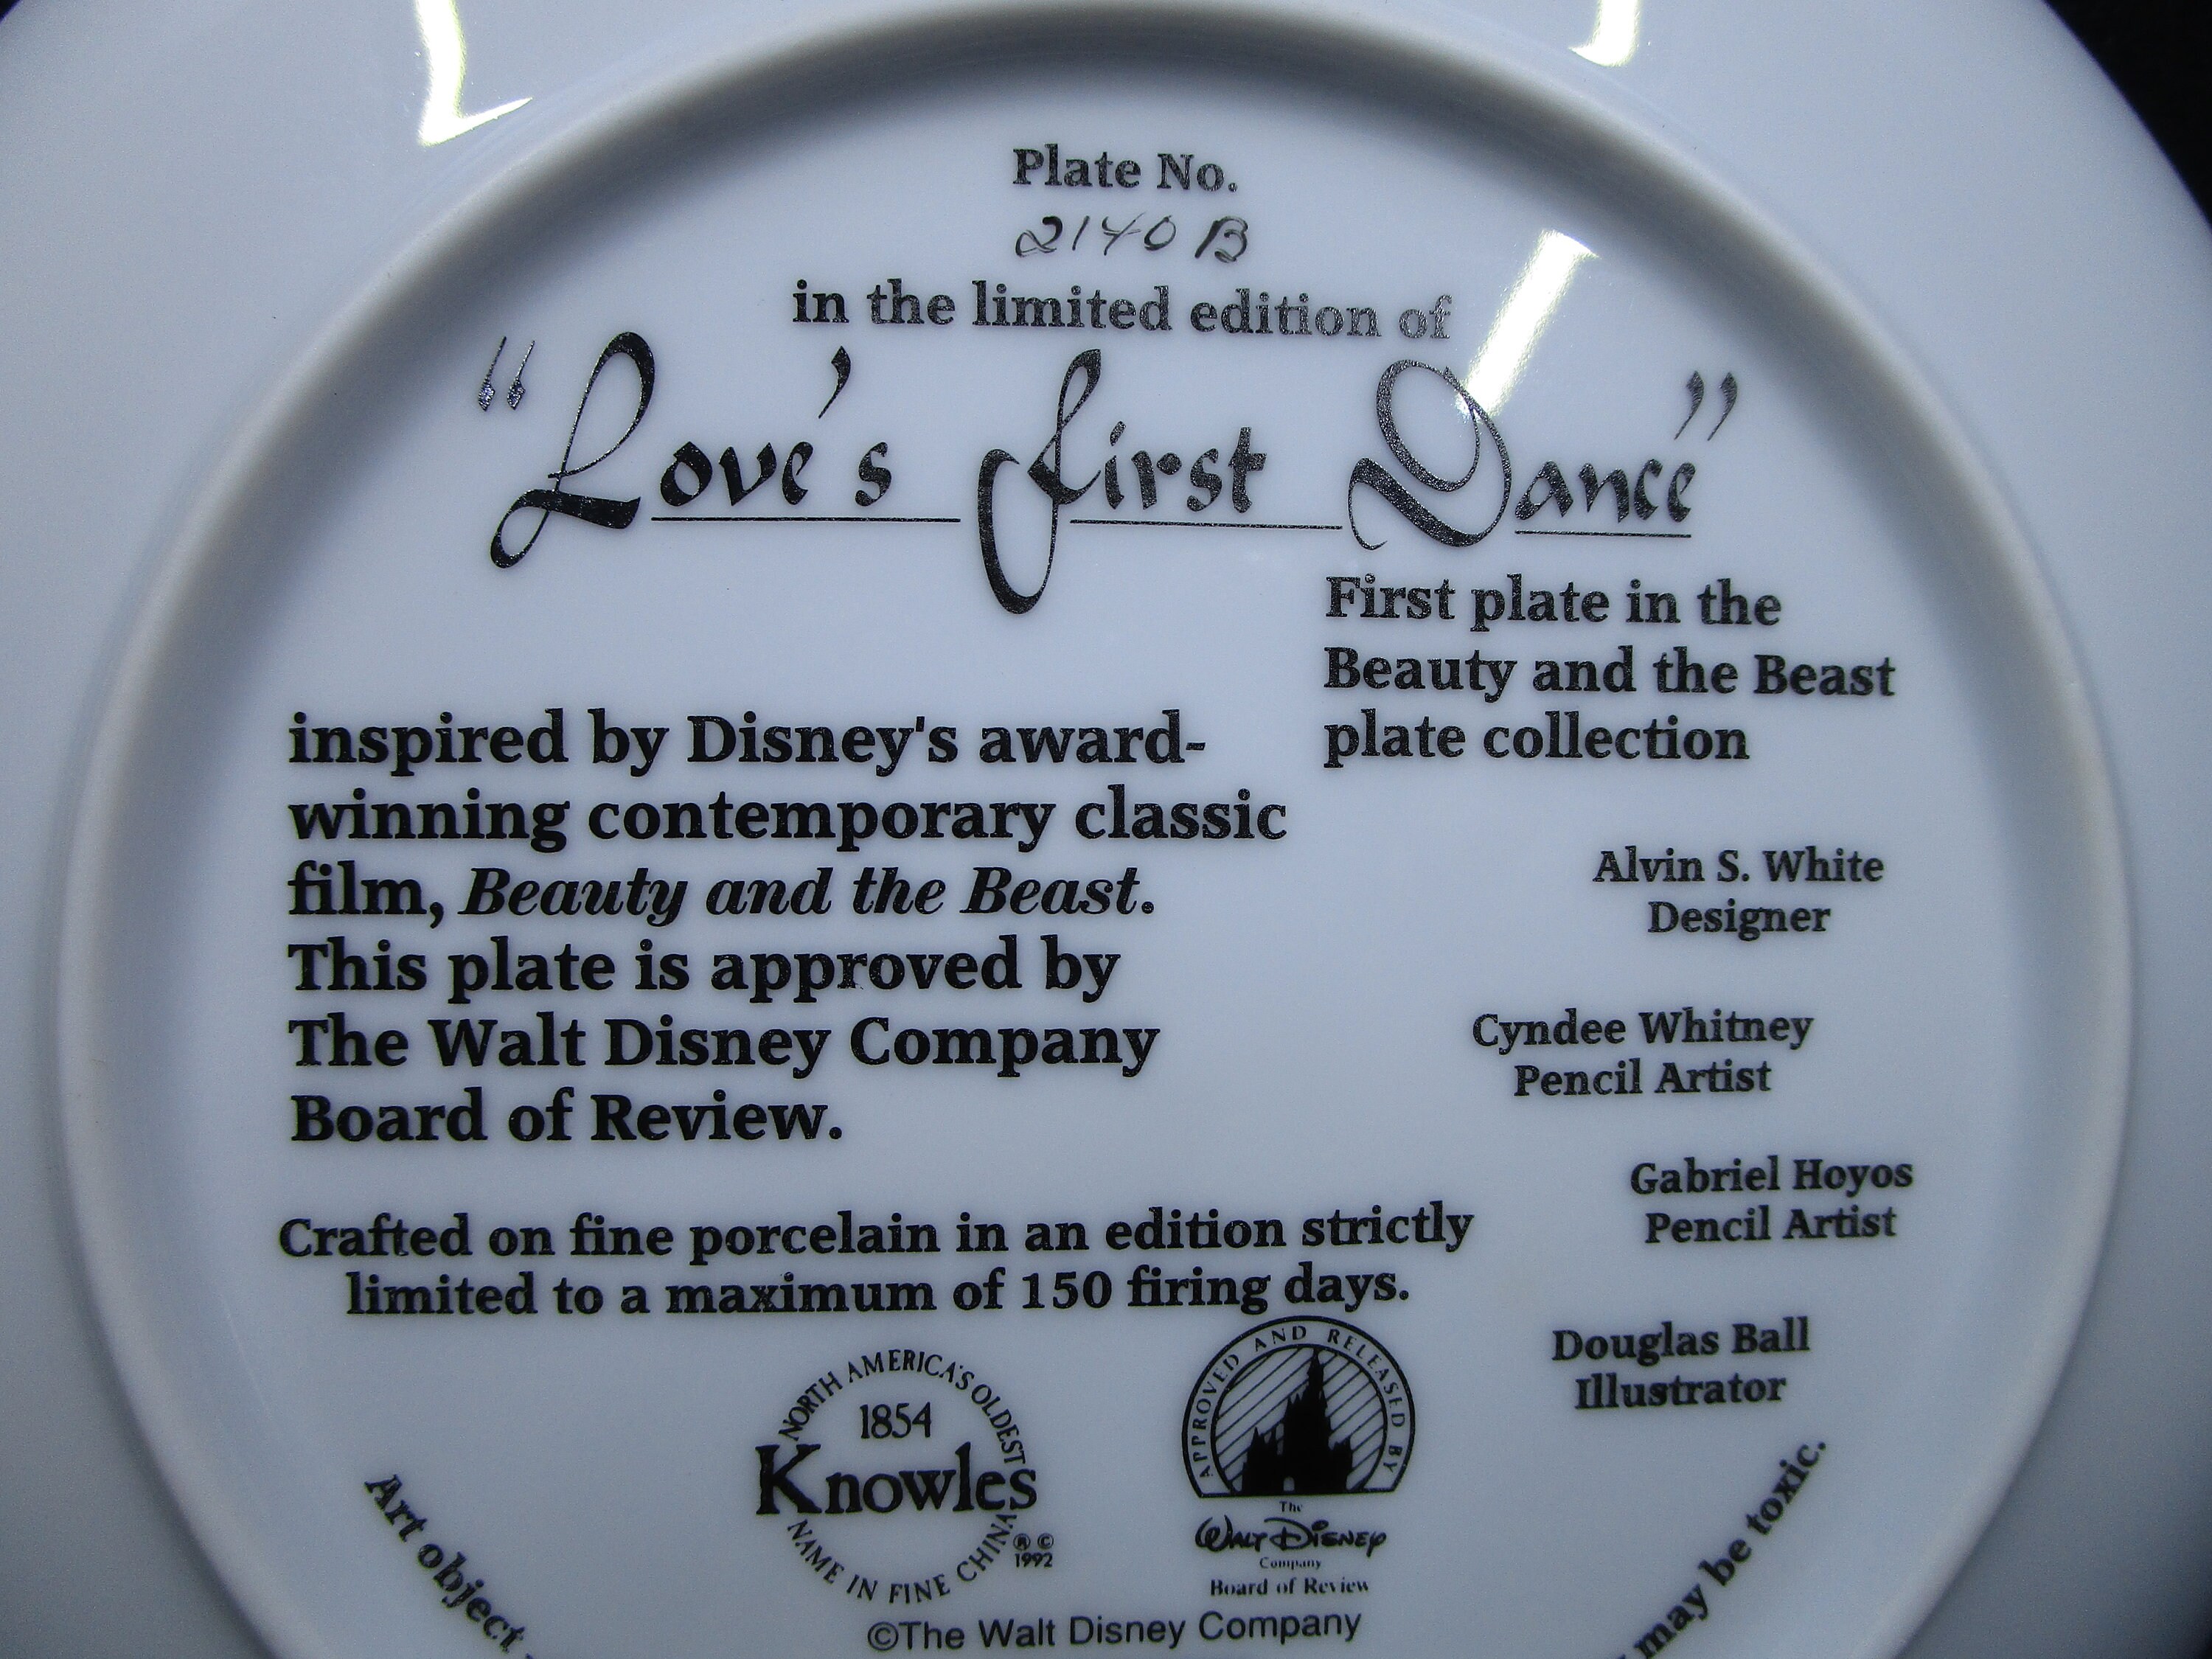 Plate No.
2140 B
in the limited edition of
“Love's First Dance”
First plate in the
Beauty and the Beast
plate collection
inspired by Disney's award-
winning contemporary classic
film, Beauty and the Beast.
This plate is approved by
The Walt Disney Company
Board of Review.
Alvin S. White
Designer
Cyndee Whitney
Pencil Artist
Gabriel Hoyos
Pencil Artist
Douglas Ball
Illustrator
Crafted on fine porcelain in an edition strictly
limited to a maximum of 150 firing days.
NORTH AMERICA'S OLDEST
1854
Knowles
NAME IN FINE CHINA
® ©
1992
APPROVED AND RELEASED BY
The
WALT DISNEY
Company
Board of Review
©The Walt Disney Company
Art object
may be toxic.